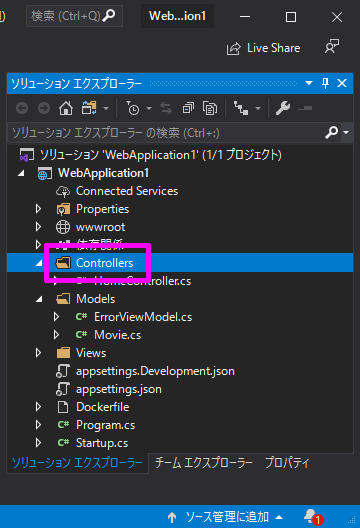 検索 (Ctrl+Q)
Web...ion1
Live Share
ソリューション エクスプローラー
ソリューション エクスプローラー の検索 (Ctrl+:)
ソリューション 'WebApplication1' (1/1 プロジェクト)
WebApplication1
Connected Services
Properties
wwwroot
依存関係
Controllers
C# HomeController.cs
Models
C# ErrorViewModel.cs
C# Movie.cs
Views
appsettings.Development.json
appsettings.json
Dockerfile
C# Program.cs
C# Startup.cs
ソリューション エクスプローラー チーム エクスプローラー プロパティ
ソース管理に追加 1